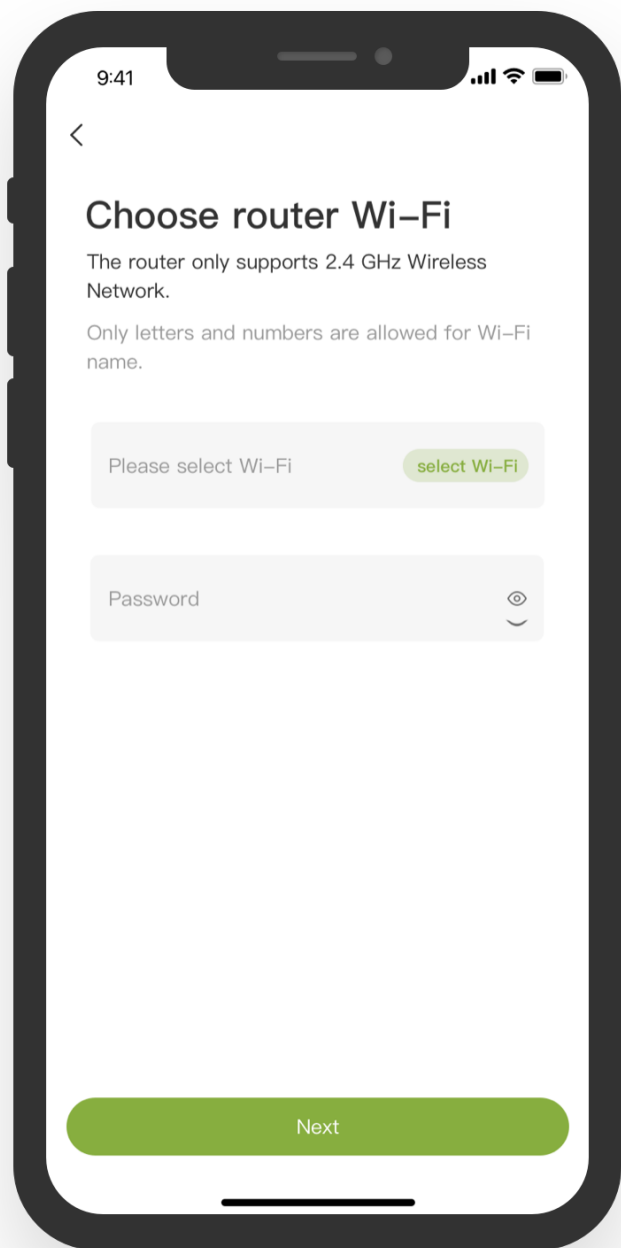 9:41
Choose router Wi–Fi
The router only supports 2.4 GHz Wireless
Network.
Only letters and numbers are allowed for Wi–Fi
name.
Please select Wi–Fi select Wi–Fi
Password
Next